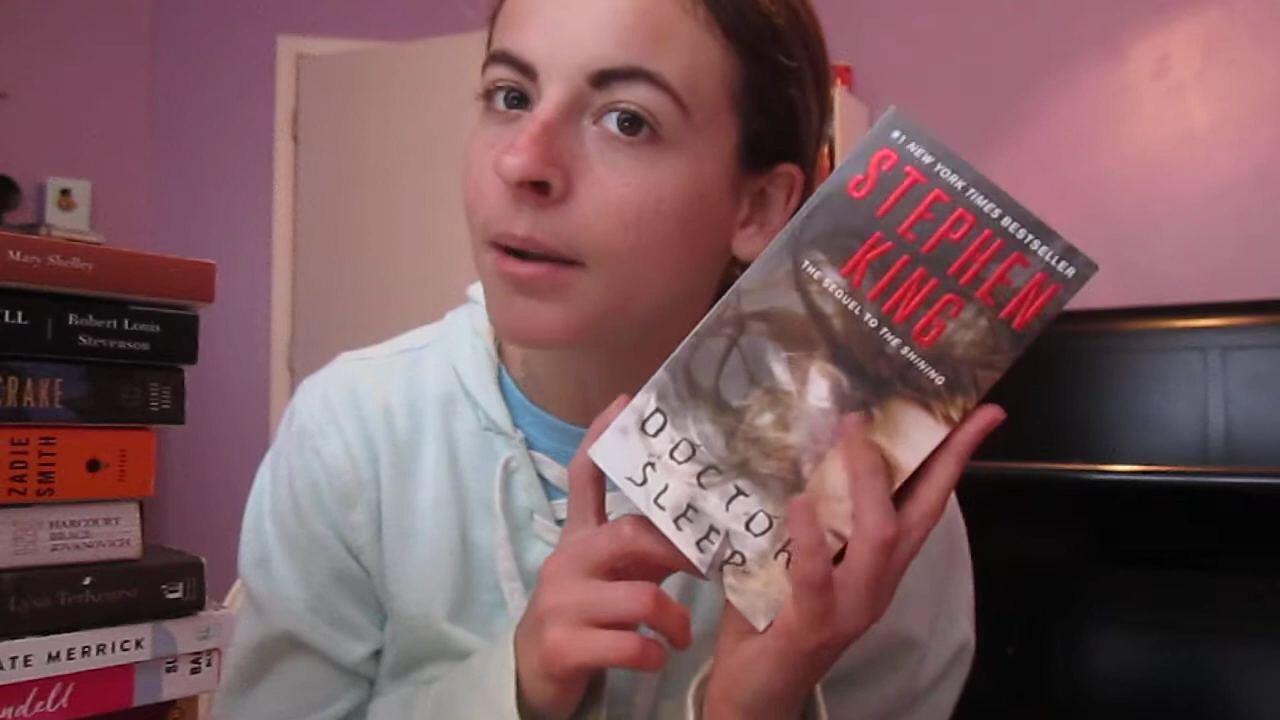 Mary Shelley
Robert Louis
Stevenson
CRAKE
ZADIE
SMITH
HARCOURT
BRACE
JOVANOVICH
Lysa TerKeurst
ATE MERRICK
#1 NEW YORK TIMES BESTSELLER
STEPHEN
KING
THE SEQUEL TO THE SHINING
DOCTOR
SLEEP